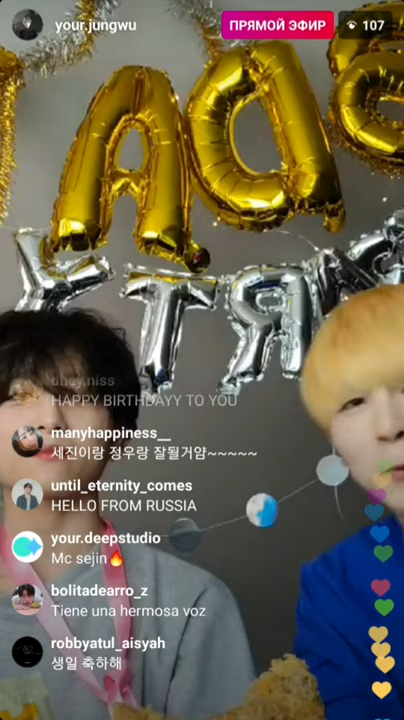 your.jungwu
ПРЯМОЙ ЭФИР
107
dhey.niss
HAPPY BIRTHDAYY TO YOU
manyhappiness__
세진이랑 정우랑 잘될거얌~~~~~
until_eternity_comes
HELLO FROM RUSSIA
your.deepstudio
Mc sejin🔥
bolitadearro_z
Tiene una hermosa voz
robbyatul_aisyah
생일 축하해